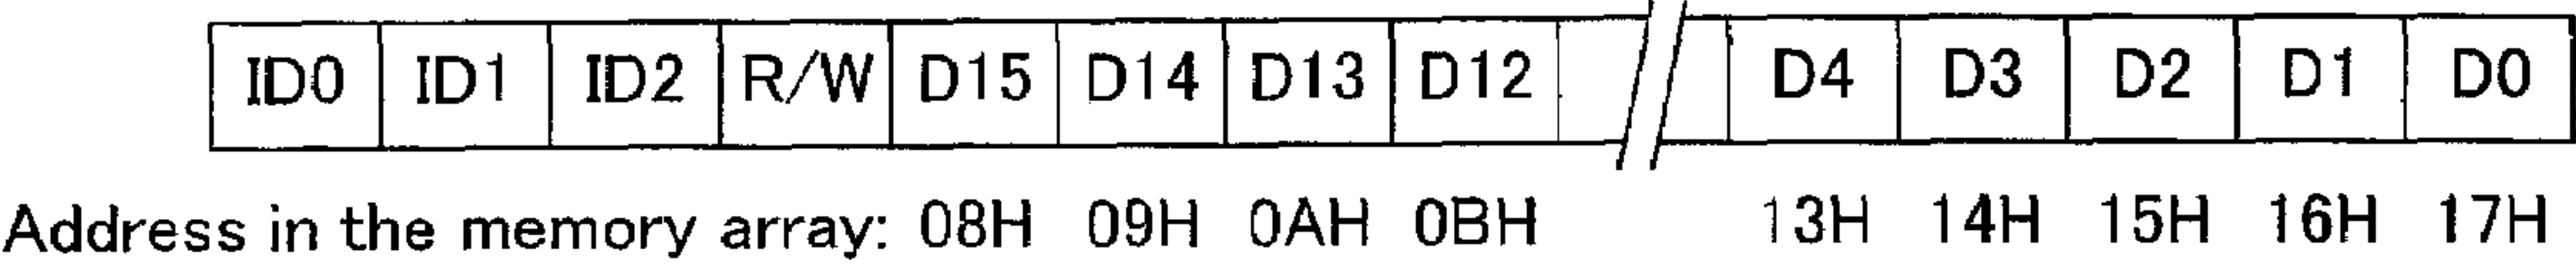 ID0 ID1 ID2 R/W D15 D14 D13 D12 D4 D3 D2 D1 D0
Address in the memory array: 08H 09H 0AH 0BH 13H 14H 15H 16H 17H